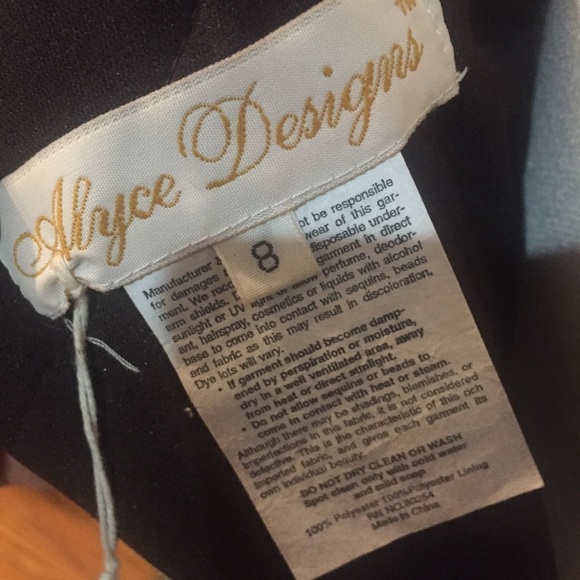 Alyce Designs™
8
Manufacturer ot be responsible
for damages wear of this gar-
ment. We reco disposable under-
arm shields. garment in direct
sunlight or UV light or allow perfume, deodor-
ant, hairspray, cosmetics or liquids with alcohol
base to come into contact with sequins, beads
and fabric as this may result in discoloration.
Dye lots will vary.
• If garment should become damp-
ened by perspiration or moisture,
dry in a well ventilated area, away
from heat or direct sunlight.
• Do not allow sequins or beads to
come in contact with heat or steam.
Although there may be shadings, blemishes, or
imperfections in this fabric, it is not considered
defective. This is the characteristic of this rich
imported fabric, and gives each garment its
own individual beauty.
DO NOT DRY CLEAN OR WASH
Spot clean only with cold water
and mild soap
100% Polyester 100%Polyester Lining
RN NO.80254
Made in China